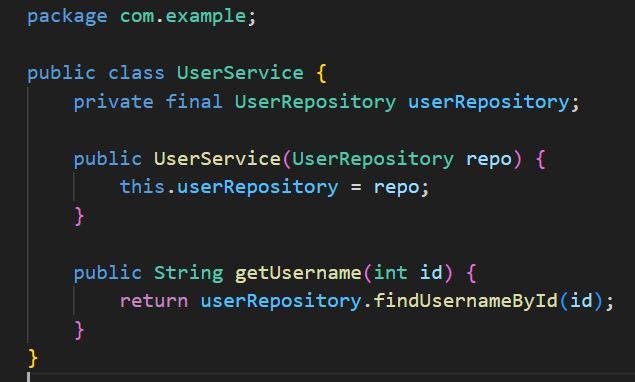 package com.example;
public class UserService {
    private final UserRepository userRepository;
    public UserService(UserRepository repo) {
        this.userRepository = repo;
    }
    public String getUsername(int id) {
        return userRepository.findUsernameById(id);
    }
}